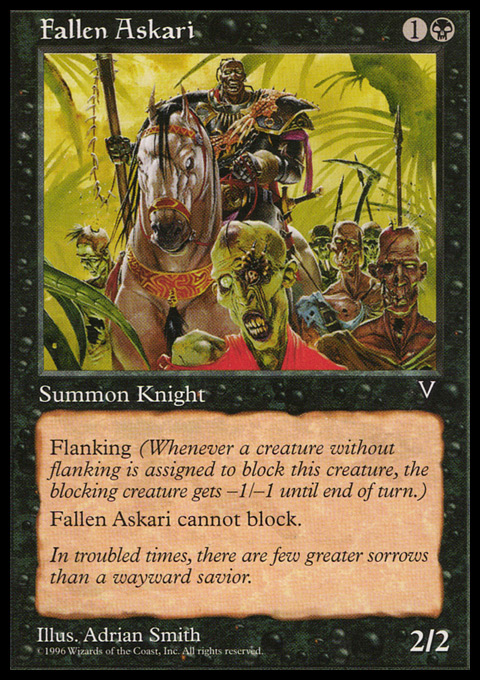 Fallen Askari 1
Summon Knight V
Flanking (Whenever a creature without
flanking is assigned to block this creature, the
blocking creature gets –1/–1 until end of turn.)
Fallen Askari cannot block.
In troubled times, there are few greater sorrows
than a wayward savior.
Illus. Adrian Smith
©1996 Wizards of the Coast, Inc. All rights reserved.
2/2